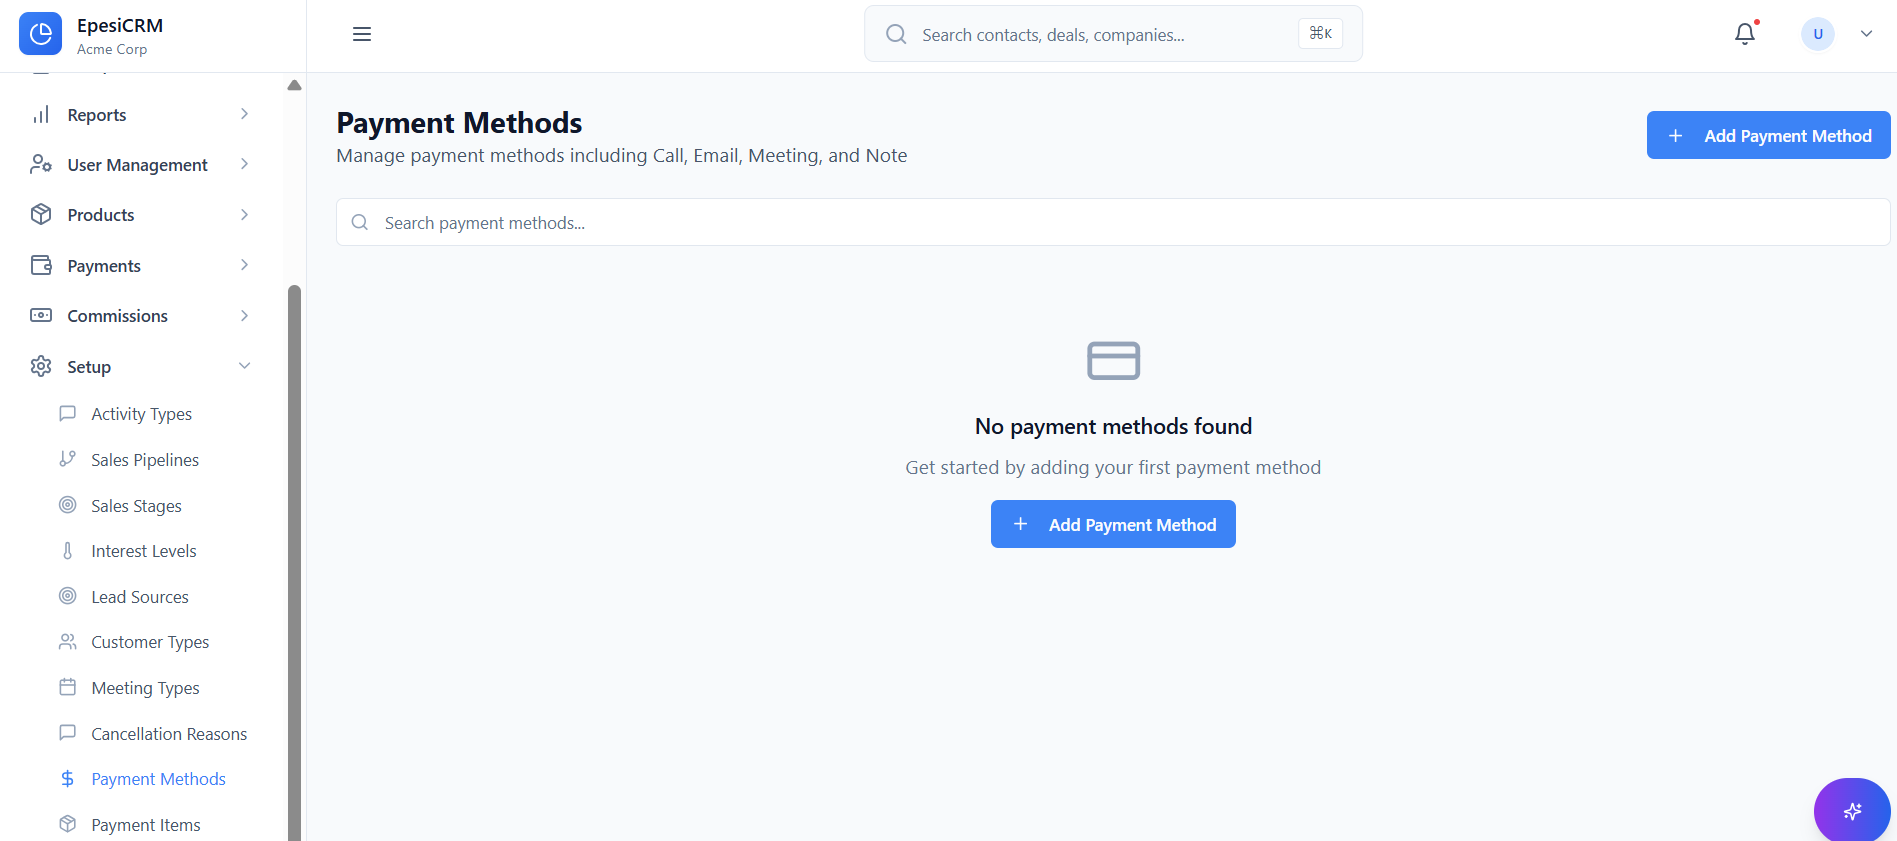 EpesiCRM
Acme Corp
Search contacts, deals, companies...
⌘K
U
Reports
User Management
Products
Payments
Commissions
Setup
Activity Types
Sales Pipelines
Sales Stages
Interest Levels
Lead Sources
Customer Types
Meeting Types
Cancellation Reasons
Payment Methods
Payment Items
Payment Methods
Manage payment methods including Call, Email, Meeting, and Note
Add Payment Method
Search payment methods...
No payment methods found
Get started by adding your first payment method
Add Payment Method